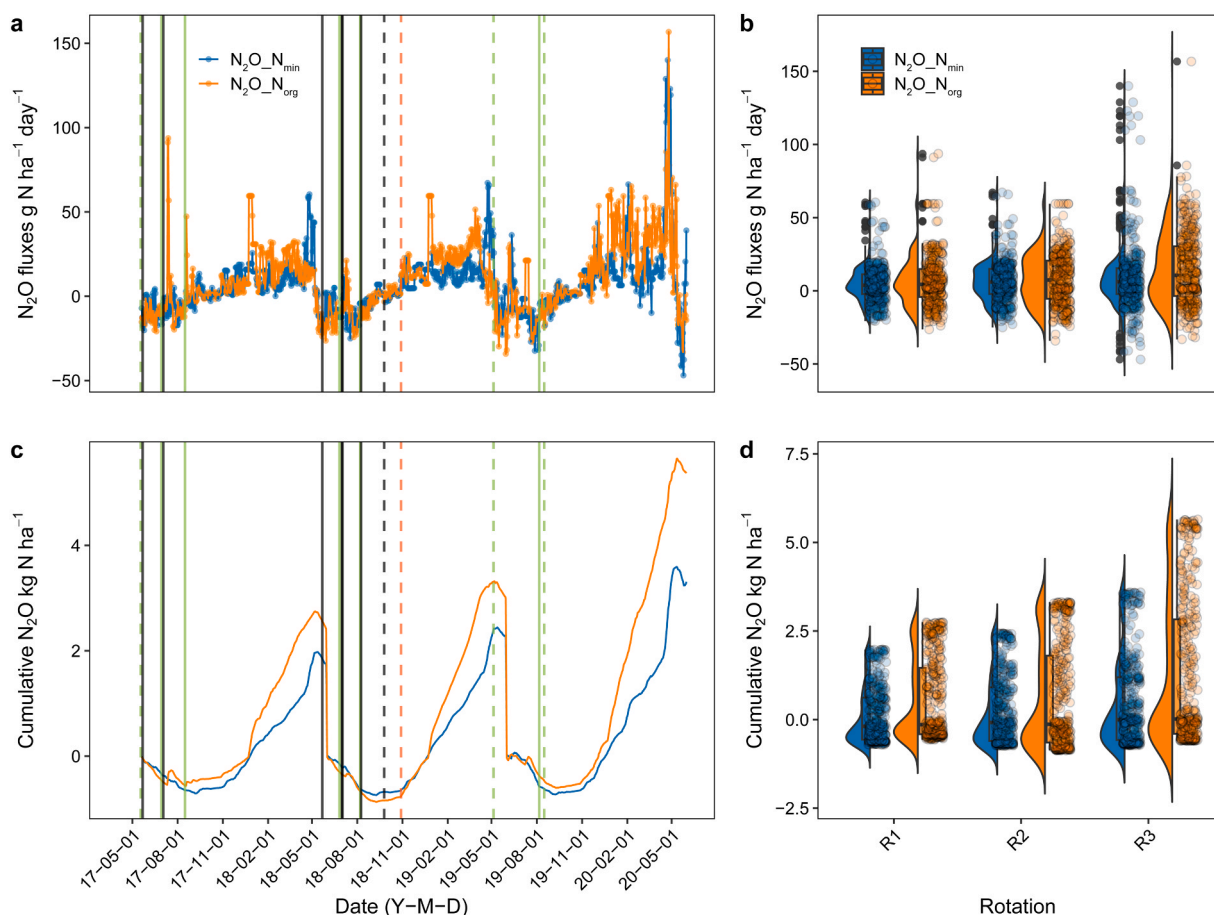 a
N₂O fluxes g N ha⁻¹ day⁻¹
150
100
50
0
−50
N₂O_Nmin
N₂O_Norg
b
N₂O fluxes g N ha⁻¹ day⁻¹
150
100
50
0
−50
N₂O_Nmin
N₂O_Norg
c
Cumulative N₂O kg N ha⁻¹
4
2
0
17−05−01
17−08−01
17−11−01
18−02−01
18−05−01
18−08−01
18−11−01
19−02−01
19−05−01
19−08−01
19−11−01
20−02−01
20−05−01
Date (Y−M−D)
d
Cumulative N₂O kg N ha⁻¹
7.5
5.0
2.5
0.0
−2.5
R1
R2
R3
Rotation